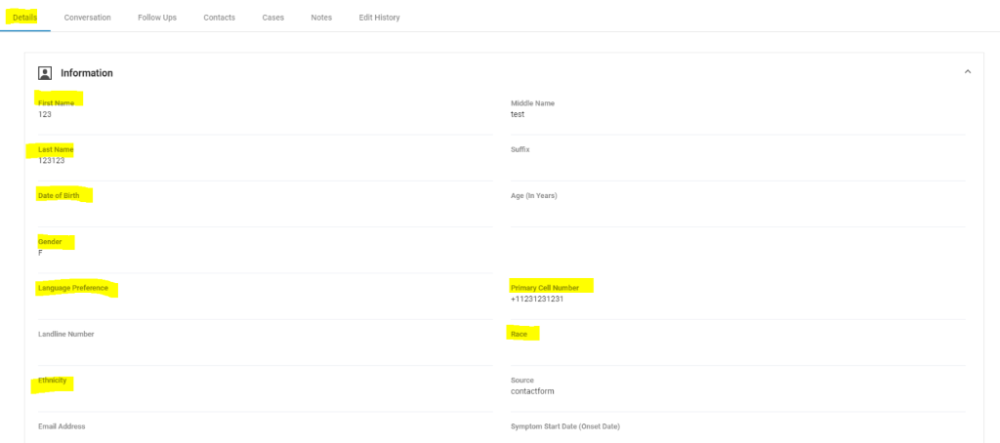 Details Conversation Follow Ups Contacts Cases Notes Edit History
Information
First Name Middle Name
123 test
Last Name Suffix
123123
Date of Birth Age (In Years)
Gender
F
Language Preference Primary Cell Number
+11231231231
Landline Number Race
Ethnicity Source
contactform
Email Address Symptom Start Date (Onset Date)